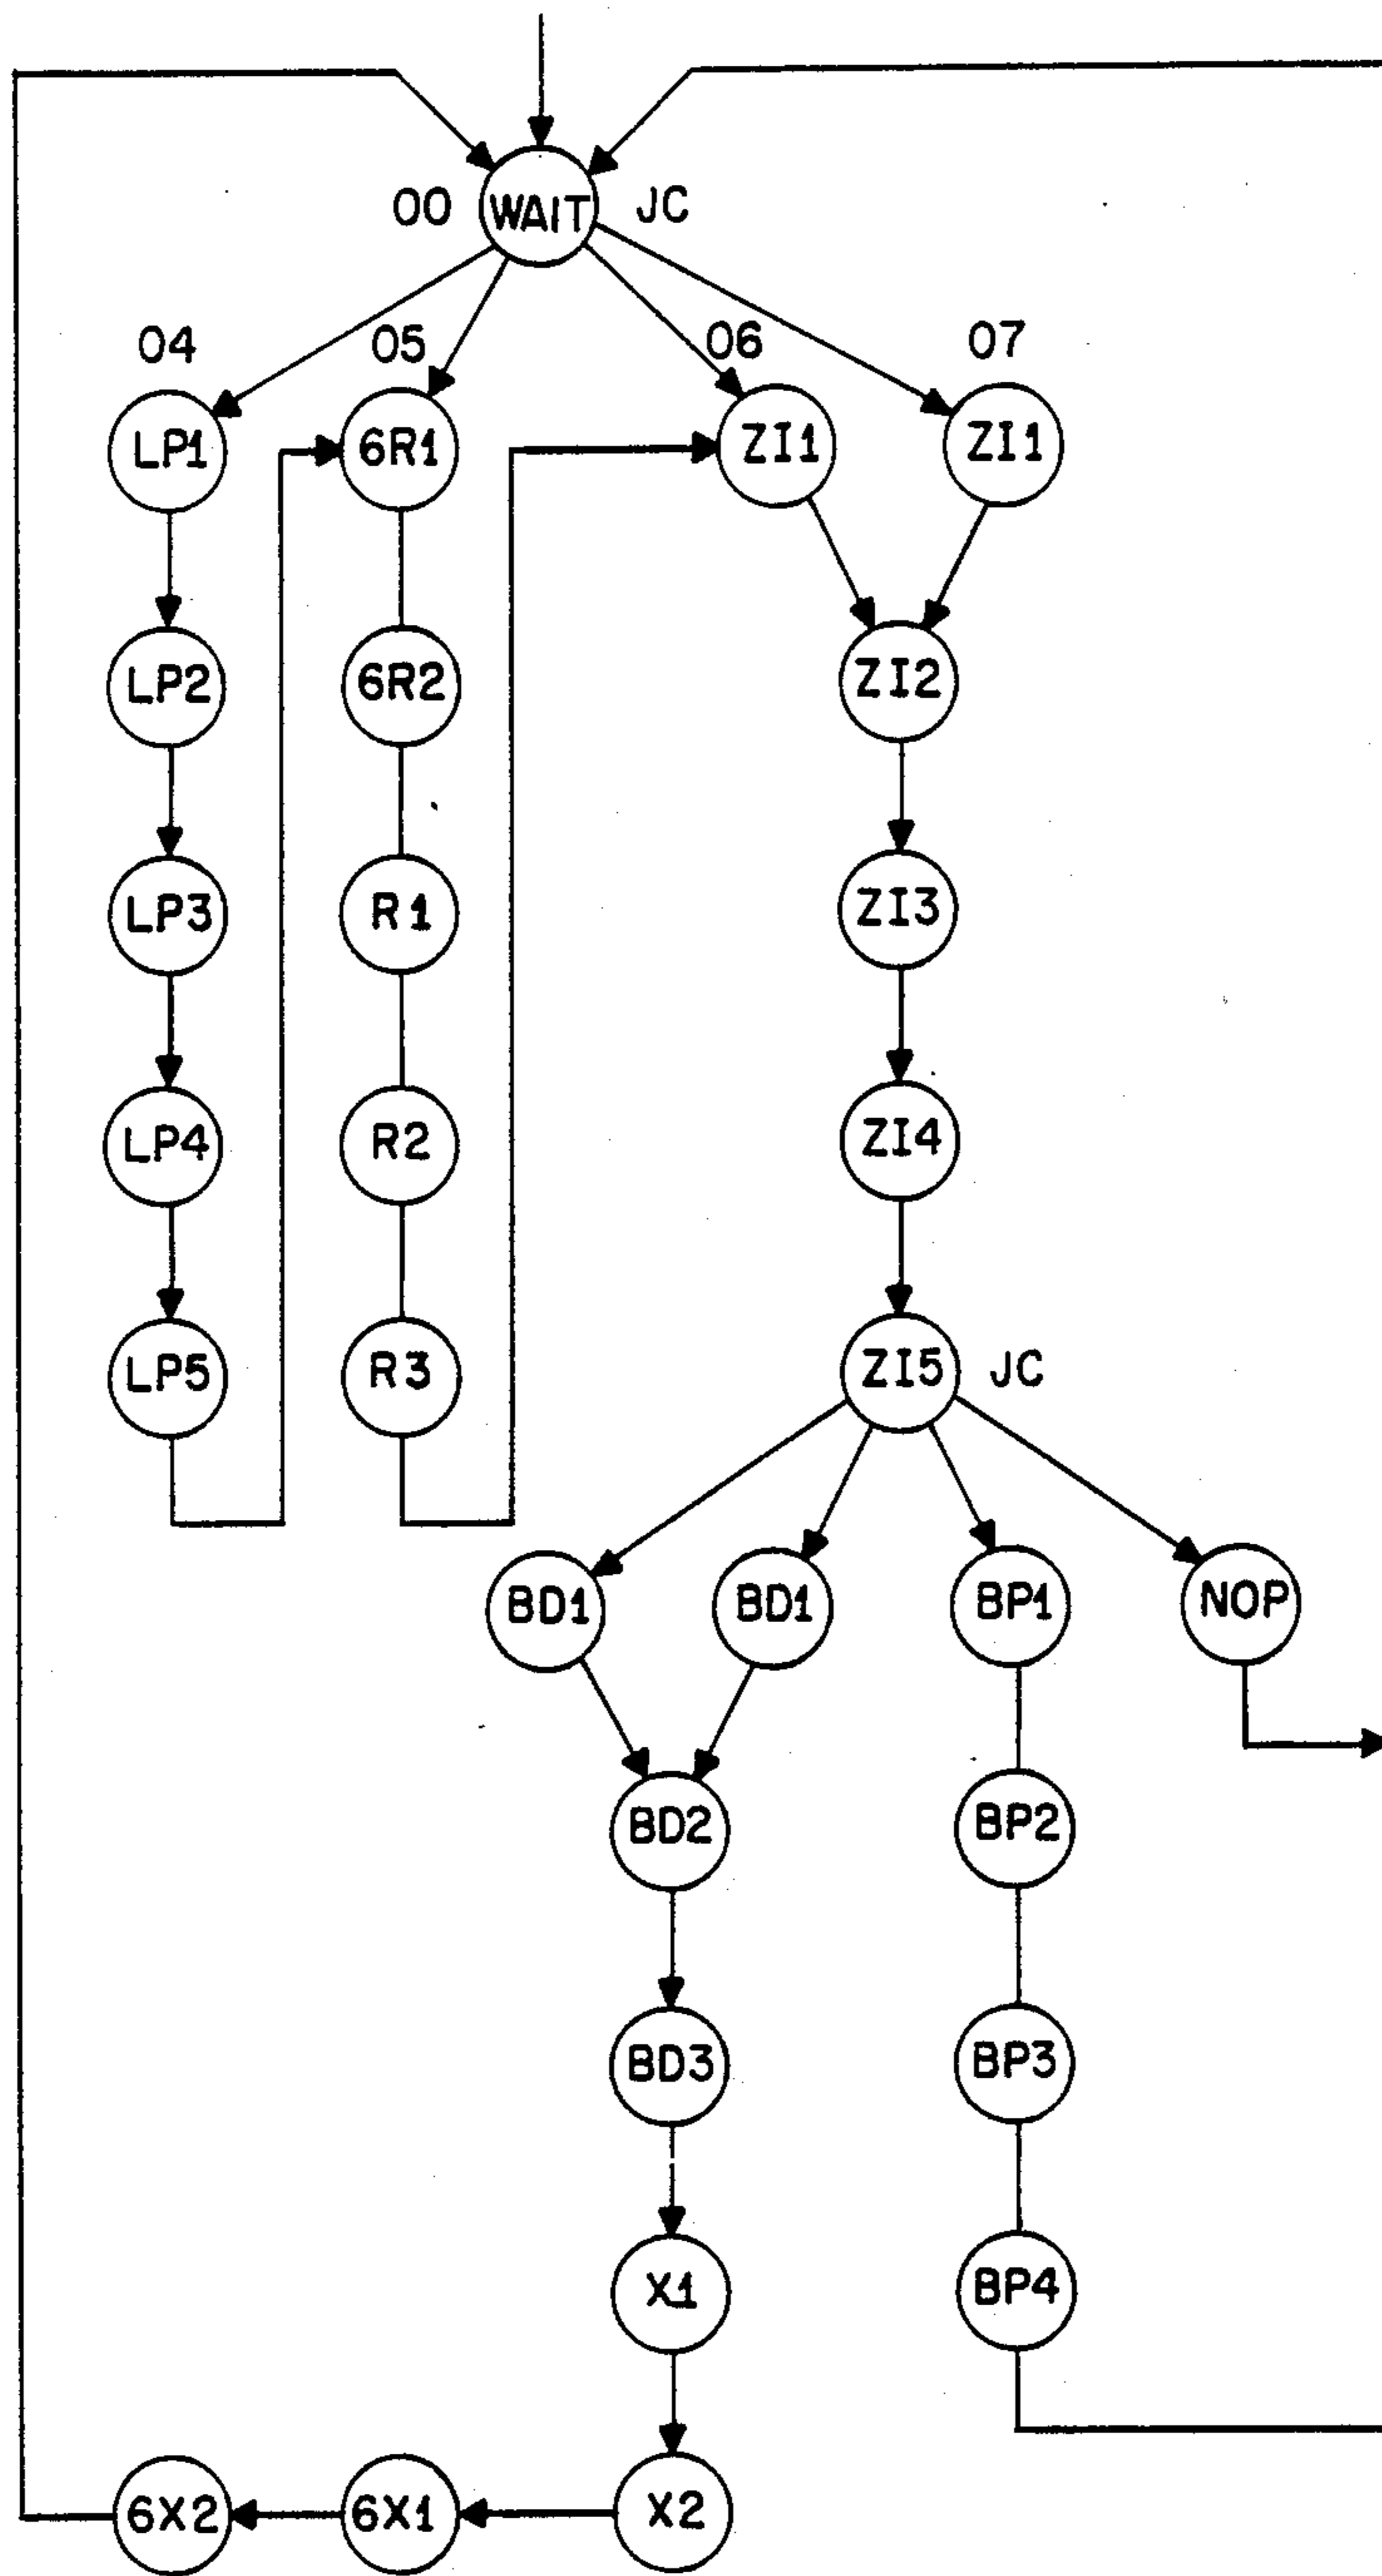 00 WAIT JC
04 05 06 07
LP1 6R1 ZI1 ZI1
LP2 6R2 ZI2
LP3 R1 ZI3
LP4 R2 ZI4
LP5 R3 ZI5 JC
BD1 BD1 BP1 NOP
BD2 BP2
BD3 BP3
X1 BP4
6X2 6X1 X2